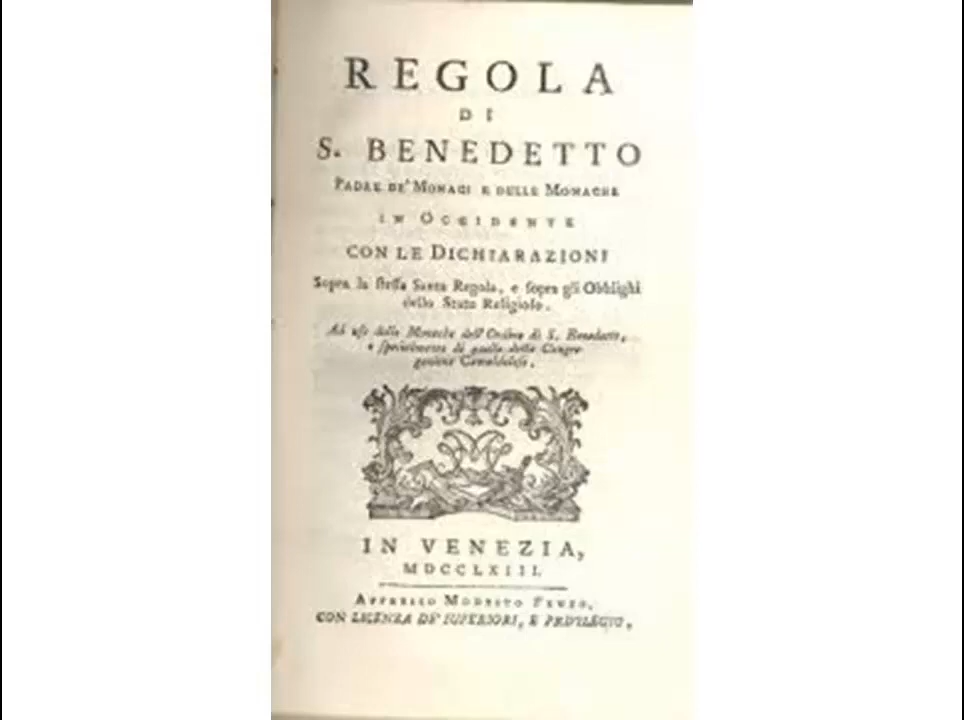 REGOLA
DI
S. BENEDETTO
PADRE DE' MONACI E DELLE MONACHE
IN OCCIDENTE
CON LE DICHIARAZIONI
Sopra la stessa Santa Regola, e sopra gli Obblighi
dello Stato Religioso.
Ad uso delle Monache dell' Ordine di S. Benedetto,
e specialmente di quelle della Congre-
gazione Camaldolese.
IN VENEZIA,
MDCCLXIII.
APPRESSO MODESTO FENZO,
CON LICENZA DE' SUPERIORI, E PRIVILEGIO.